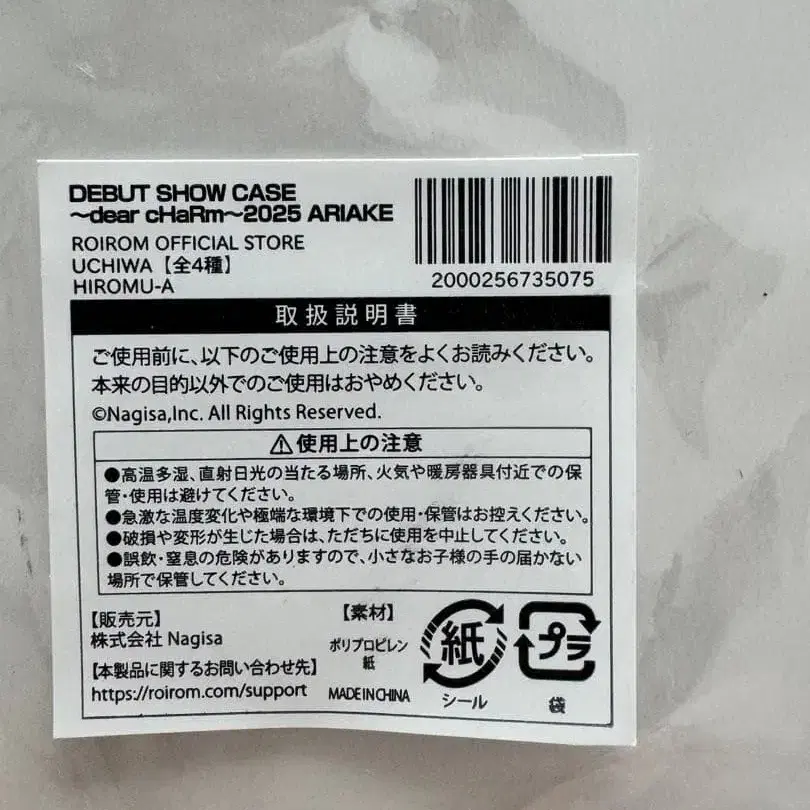 DEBUT SHOW CASE
～dear cHaRm～2025 ARIAKE
ROIROM OFFICIAL STORE
UCHIWA【全4種】
HIROMU-A
2000256735075
取扱説明書
ご使用前に、以下のご使用上の注意をよくお読みください。
本来の目的以外でのご使用はおやめください。
©Nagisa,Inc. All Rights Reserved.
⚠使用上の注意
●高温多湿、直射日光の当たる場所、火気や暖房器具付近での保
管・使用は避けてください。
●急激な温度変化や極端な環境下での使用・保管はお控えください。
●破損や変形が生じた場合は、ただちに使用を中止してください。
●誤飲・窒息の危険がありますので、小さなお子様の手の届かない
場所で保管してください。
【販売元】
株式会社 Nagisa
【本製品に関するお問い合わせ先】
https://roirom.com/support
【素材】
ポリプロピレン
紙
MADE IN CHINA
紙
シール
プラ
袋